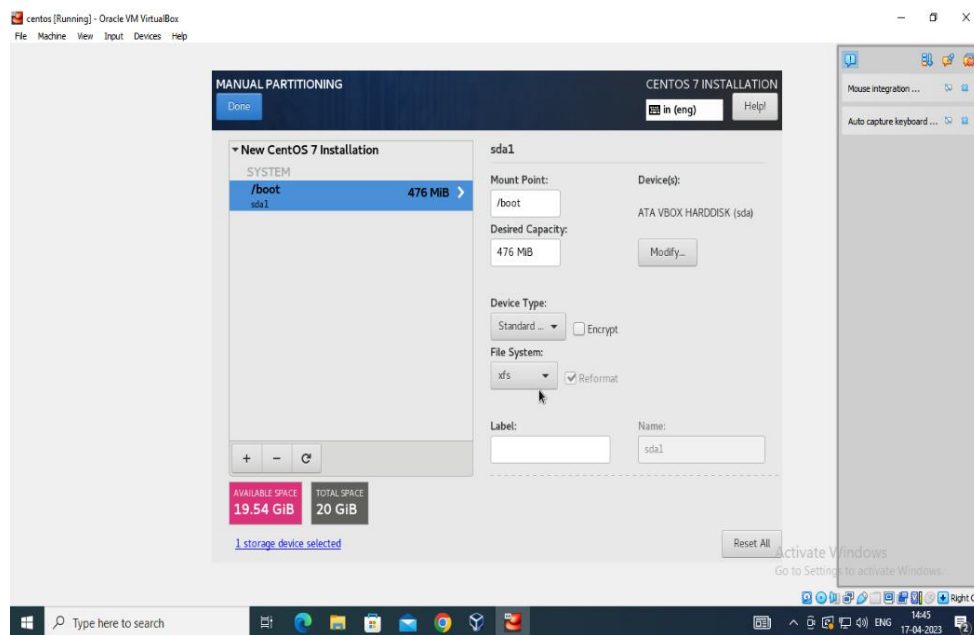 centos [Running] - Oracle VM VirtualBox
File Machine View Input Devices Help
MANUAL PARTITIONING
CENTOS 7 INSTALLATION
Done
in (eng)
Help!
Mouse integration ...
Auto capture keyboard ...
New CentOS 7 Installation
SYSTEM
/boot
476 MiB
sda1
sda1
Mount Point:
Device(s):
/boot
ATA VBOX HARDDISK (sda)
Desired Capacity:
476 MiB
Modify...
Device Type:
Standard ...
Encrypt
File System:
xfs
Reformat
Label:
Name:
sda1
+ −
AVAILABLE SPACE
19.54 GiB
TOTAL SPACE
20 GiB
1 storage device selected
Reset All
Activate Windows
Go to Settings to activate Windows.
Right C
Type here to search
ENG
14:45
17-04-2023
2